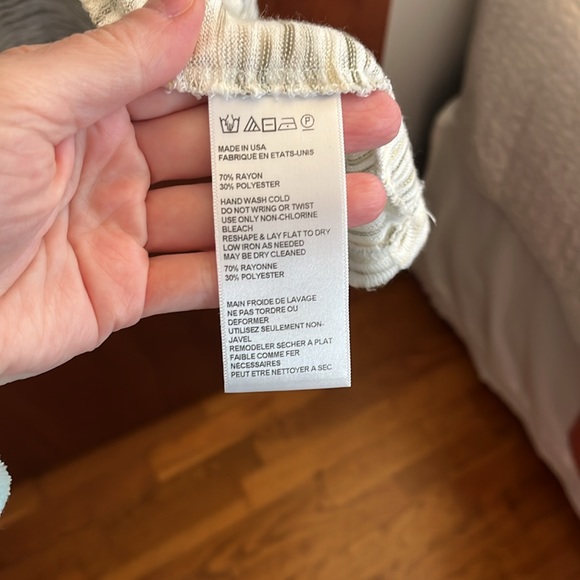 P
MADE IN USA
FABRIQUE EN ETATS-UNIS
70% RAYON
30% POLYESTER
HAND WASH COLD
DO NOT WRING OR TWIST
USE ONLY NON-CHLORINE
BLEACH
RESHAPE & LAY FLAT TO DRY
LOW IRON AS NEEDED
MAY BE DRY CLEANED
70% RAYONNE
30% POLYESTER
MAIN FROIDE DE LAVAGE
NE PAS TORDRE OU
DÉFORMER
UTILISEZ SEULEMENT NON-
JAVEL
REMODELER SÉCHER A PLAT
FAIBLE COMME FER
NÉCESSAIRES
PEUT ETRE NETTOYER A SEC